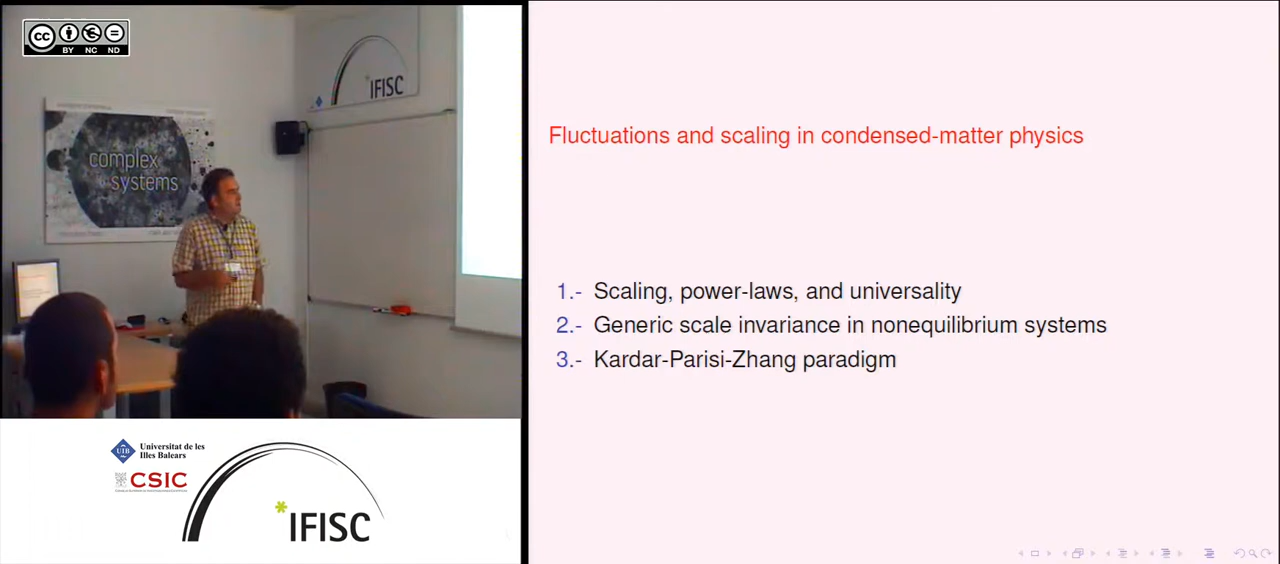 cc
BY NC ND
IFISC
complex
systems
Universitat de les
Illes Balears
UIB
CSIC
*IFISC
Fluctuations and scaling in condensed-matter physics
1.- Scaling, power-laws, and universality
2.- Generic scale invariance in nonequilibrium systems
3.- Kardar-Parisi-Zhang paradigm